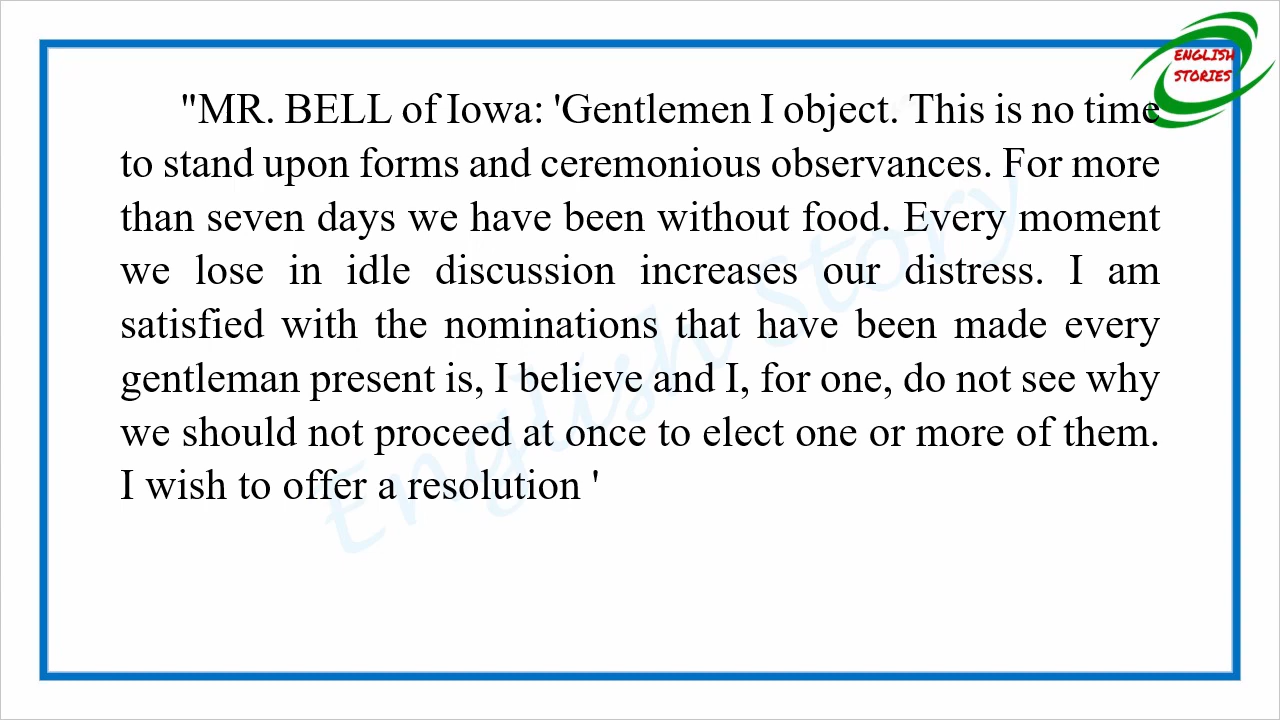 ENGLISH
STORIES
"MR. BELL of Iowa: 'Gentlemen I object. This is no time
to stand upon forms and ceremonious observances. For more
than seven days we have been without food. Every moment
we lose in idle discussion increases our distress. I am
satisfied with the nominations that have been made every
gentleman present is, I believe and I, for one, do not see why
we should not proceed at once to elect one or more of them.
I wish to offer a resolution '
English Story